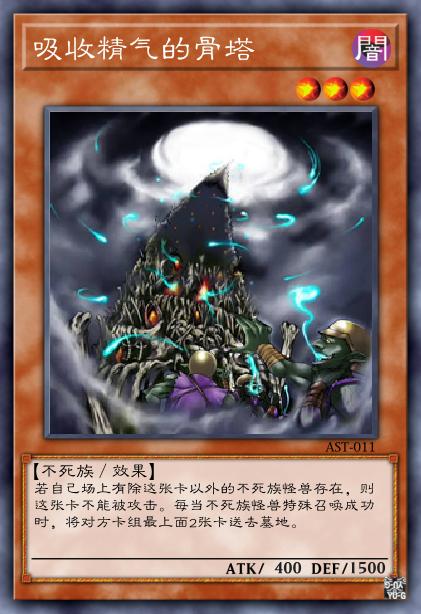 吸收精气的骨塔
闇
AST-011
【不死族/效果】
若自己场上有除这张卡以外的不死族怪兽存在，则
这张卡不能被攻击。每当不死族怪兽特殊召唤成功
时，将对方卡组最上面2张卡送去墓地。
ATK/ 400 DEF/1500